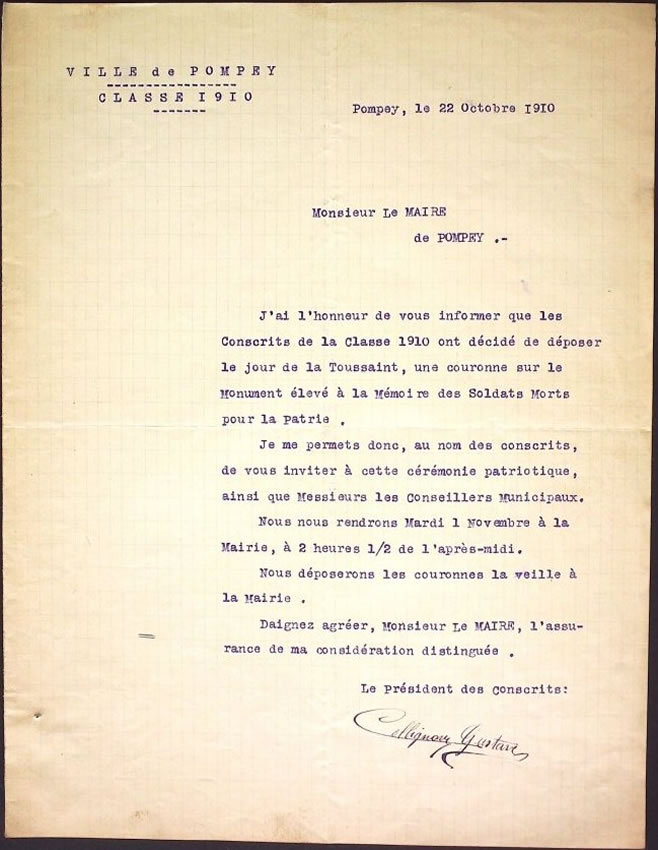 VILLE de POMPEY
CLASSE 1910
Pompey, le 22 Octobre 1910
Monsieur Le MAIRE
de POMPEY .-
J'ai l'honneur de vous informer que les
Conscrits de la Classe 1910 ont décidé de déposer
le jour de la Toussaint, une couronne sur le
Monument élevé à la Mémoire des Soldats Morts
pour la Patrie .
Je me permets donc, au nom des conscrits,
de vous inviter à cette cérémonie patriotique,
ainsi que Messieurs les Conseillers Municipaux.
Nous nous rendrons Mardi 1 Novembre à la
Mairie, à 2 heures 1/2 de l'après-midi.
Nous déposerons les couronnes la veille à
la Mairie .
Daignez agréer, Monsieur Le MAIRE, l'assu-
rance de ma considération distinguée .
Le Président des Conscrits:
Collignon Gustave